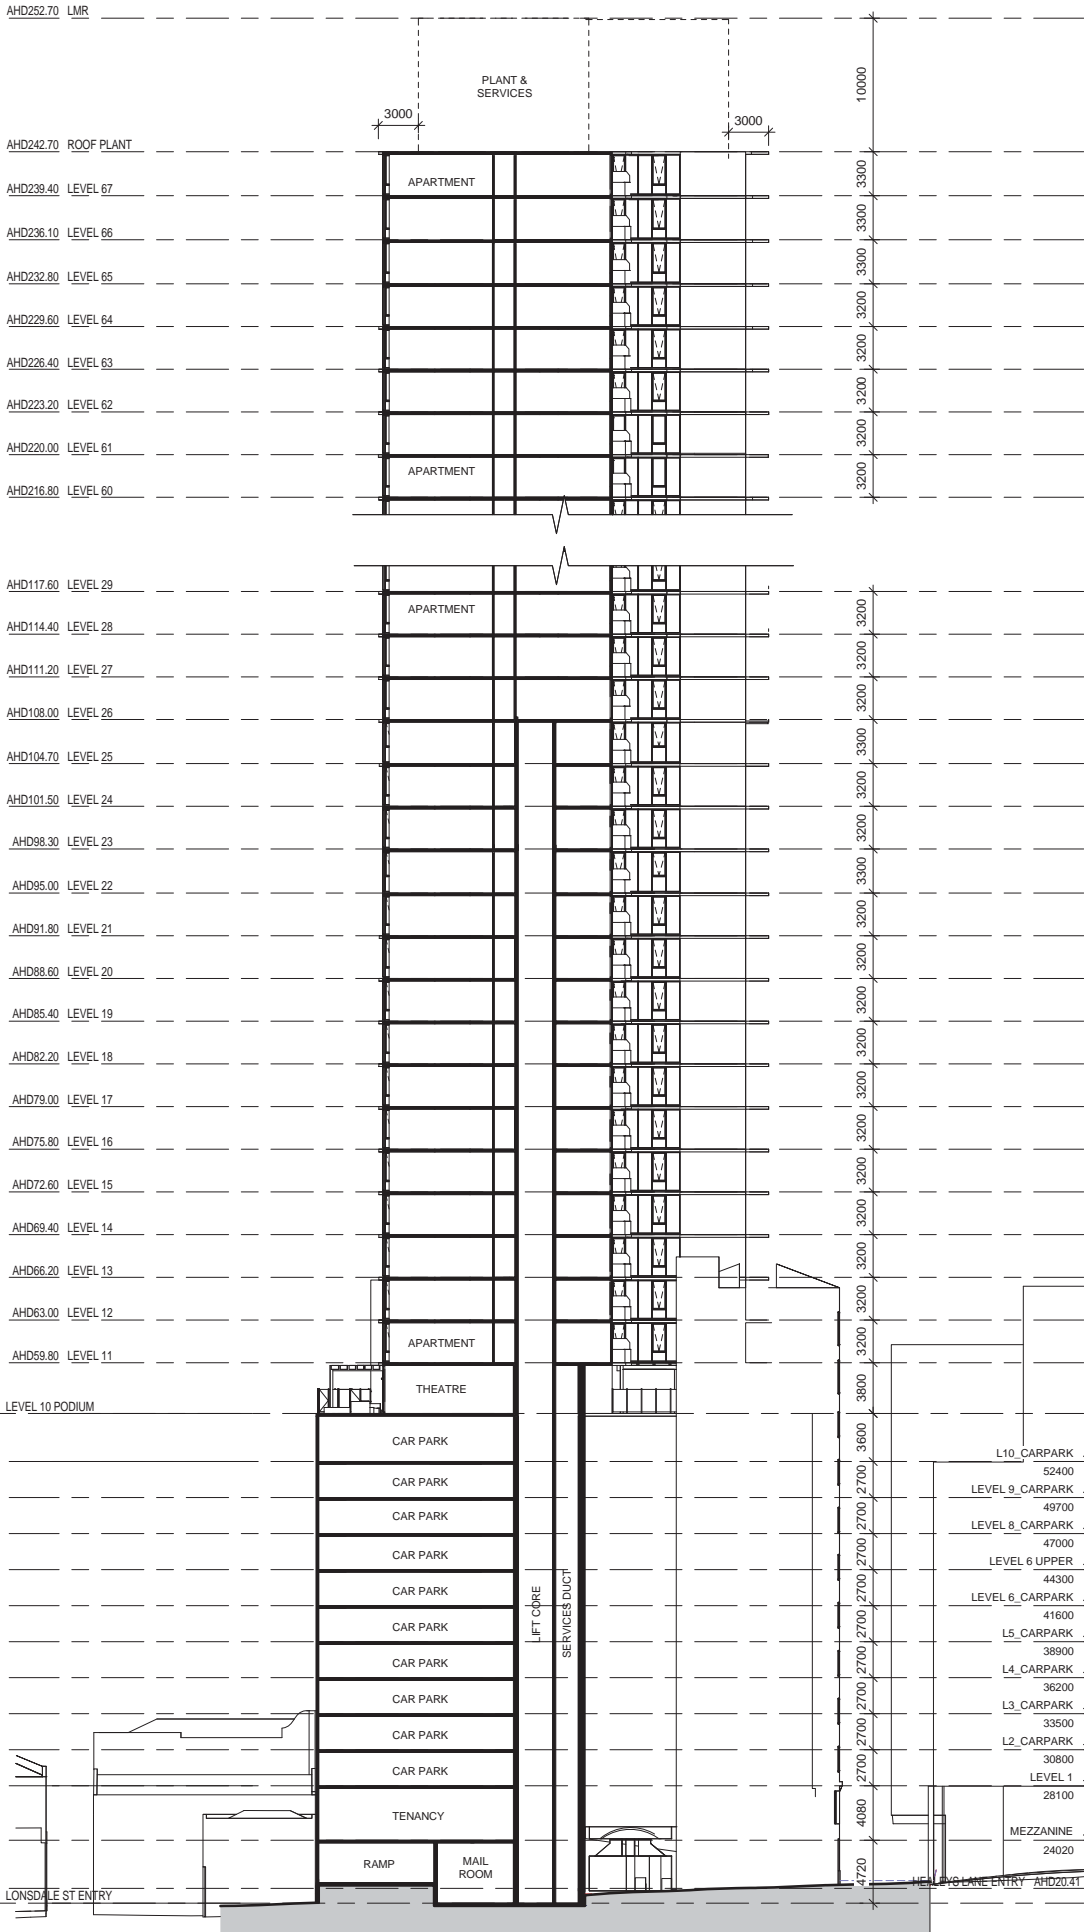 AHD252.70 LMR
PLANT &
SERVICES
10000
3000
3000
AHD242.70 ROOF PLANT
APARTMENT
3300
AHD239.40 LEVEL 67
3300
AHD236.10 LEVEL 66
3300
AHD232.80 LEVEL 65
3200
AHD229.60 LEVEL 64
3200
AHD226.40 LEVEL 63
3200
AHD223.20 LEVEL 62
3200
AHD220.00 LEVEL 61
APARTMENT
3200
AHD216.80 LEVEL 60
AHD117.60 LEVEL 29
APARTMENT
3200
AHD114.40 LEVEL 28
3200
AHD111.20 LEVEL 27
3200
AHD108.00 LEVEL 26
3300
AHD104.70 LEVEL 25
3200
AHD101.50 LEVEL 24
3200
AHD98.30 LEVEL 23
3300
AHD95.00 LEVEL 22
3200
AHD91.80 LEVEL 21
3200
AHD88.60 LEVEL 20
3200
AHD85.40 LEVEL 19
3200
AHD82.20 LEVEL 18
3200
AHD79.00 LEVEL 17
3200
AHD75.80 LEVEL 16
3200
AHD72.60 LEVEL 15
3200
AHD69.40 LEVEL 14
3200
AHD66.20 LEVEL 13
3200
AHD63.00 LEVEL 12
APARTMENT
3200
AHD59.80 LEVEL 11
THEATRE
3800
LEVEL 10 PODIUM
CAR PARK
3600
L10_CARPARK
52400
CAR PARK
2700
LEVEL 9_CARPARK
49700
CAR PARK
2700
LEVEL 8_CARPARK
47000
CAR PARK
2700
LEVEL 6 UPPER
44300
CAR PARK
2700
LEVEL 6_CARPARK
41600
CAR PARK
2700
L5_CARPARK
38900
LIFT CORE
SERVICES DUCT
CAR PARK
2700
L4_CARPARK
36200
CAR PARK
2700
L3_CARPARK
33500
CAR PARK
2700
L2_CARPARK
30800
CAR PARK
2700
LEVEL 1
28100
TENANCY
4080
MEZZANINE
24020
RAMP
MAIL
ROOM
4720
LONSDALE ST ENTRY
HEALEYS LANE ENTRY AHD20.41